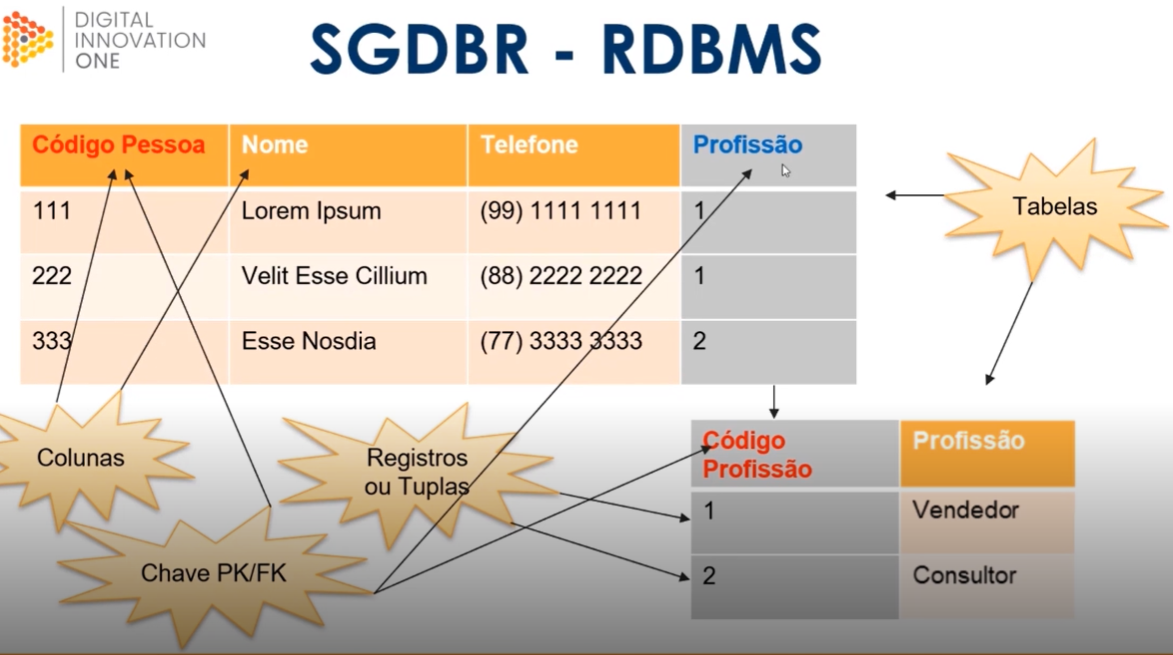 DIGITAL
INNOVATION
ONE
SGDBR - RDBMS
Código Pessoa Nome Telefone Profissão
111 Lorem Ipsum (99) 1111 1111 1
222 Velit Esse Cillium (88) 2222 2222 1
333 Esse Nosdia (77) 3333 3333 2
Tabelas
Colunas
Registros
ou Tuplas
Chave PK/FK
Código
Profissão
Profissão
1 Vendedor
2 Consultor